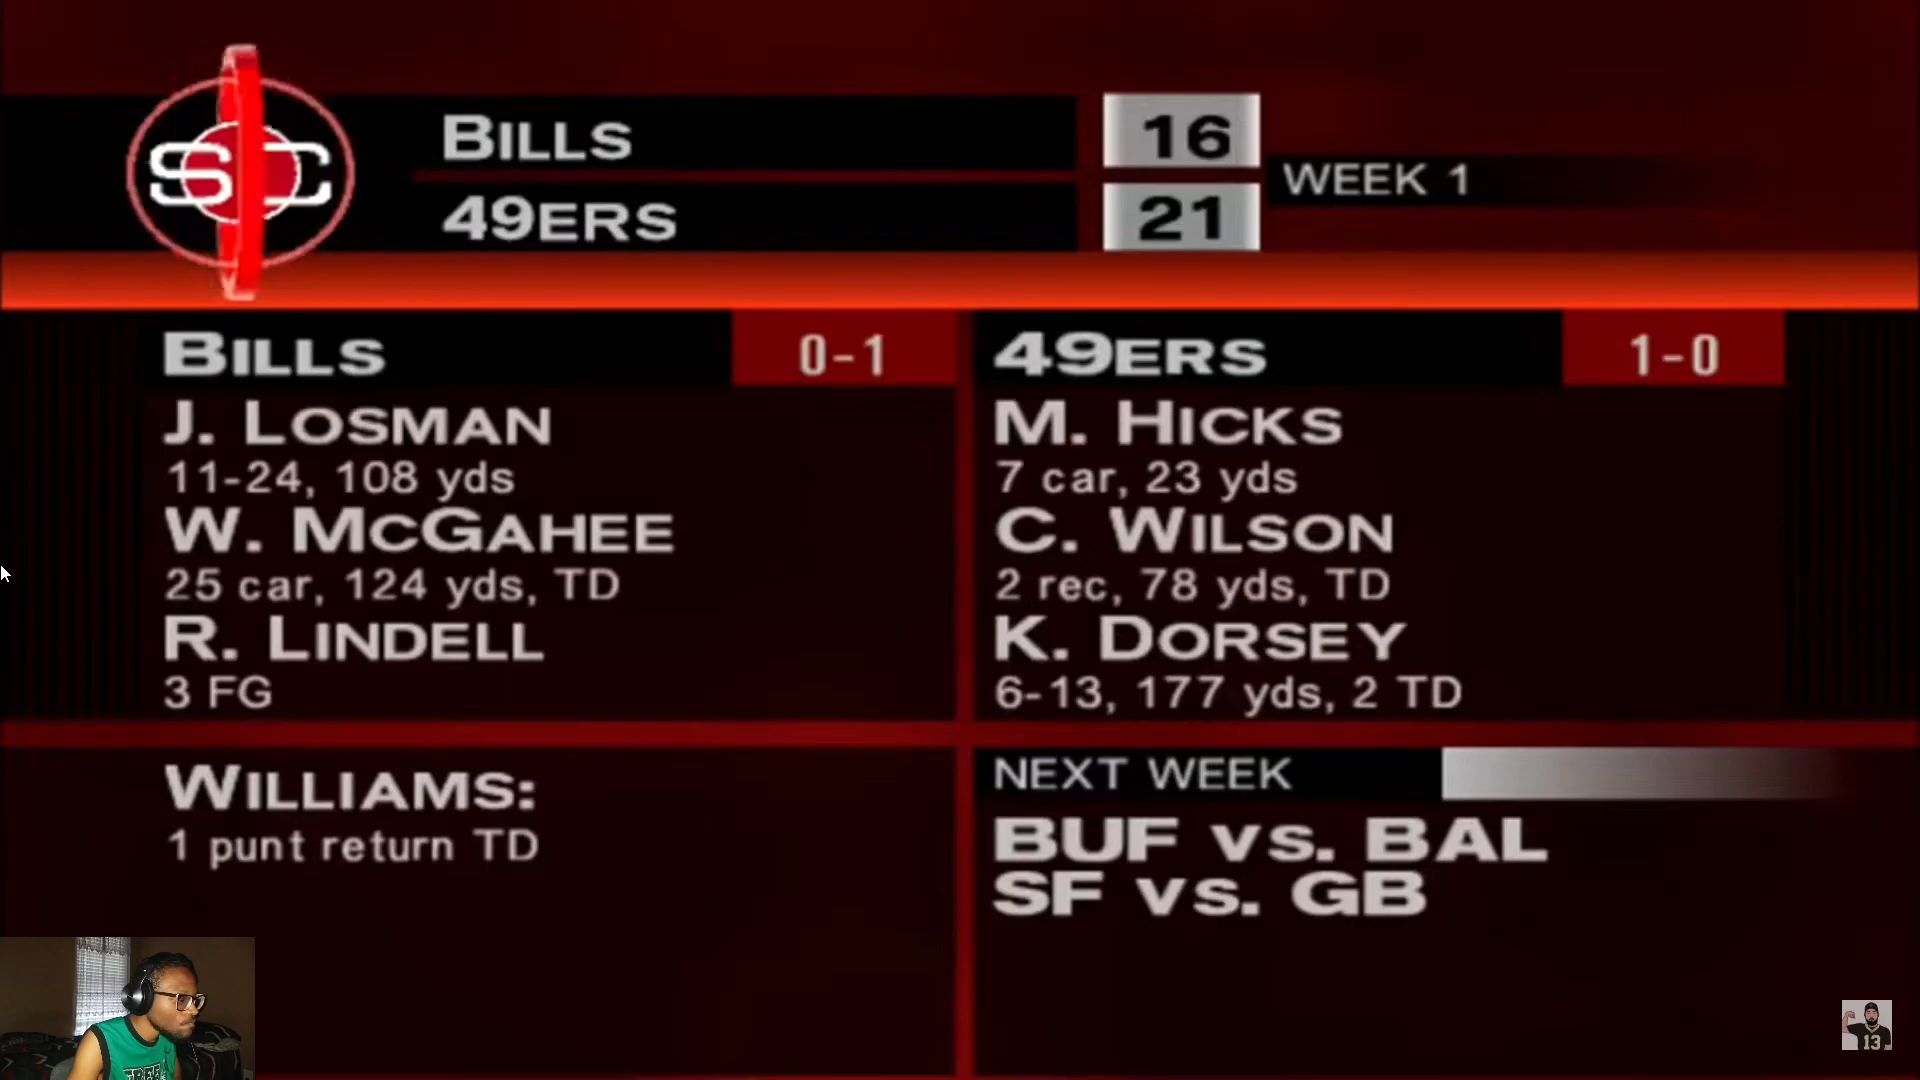 SC
BILLS 16
49ERS 21
WEEK 1
BILLS 0-1
J. LOSMAN
11-24, 108 yds
W. MCGAHEE
25 car, 124 yds, TD
R. LINDELL
3 FG
49ERS 1-0
M. HICKS
7 car, 23 yds
C. WILSON
2 rec, 78 yds, TD
K. DORSEY
6-13, 177 yds, 2 TD
WILLIAMS:
1 punt return TD
NEXT WEEK
BUF vs. BAL
SF vs. GB
FREE
13